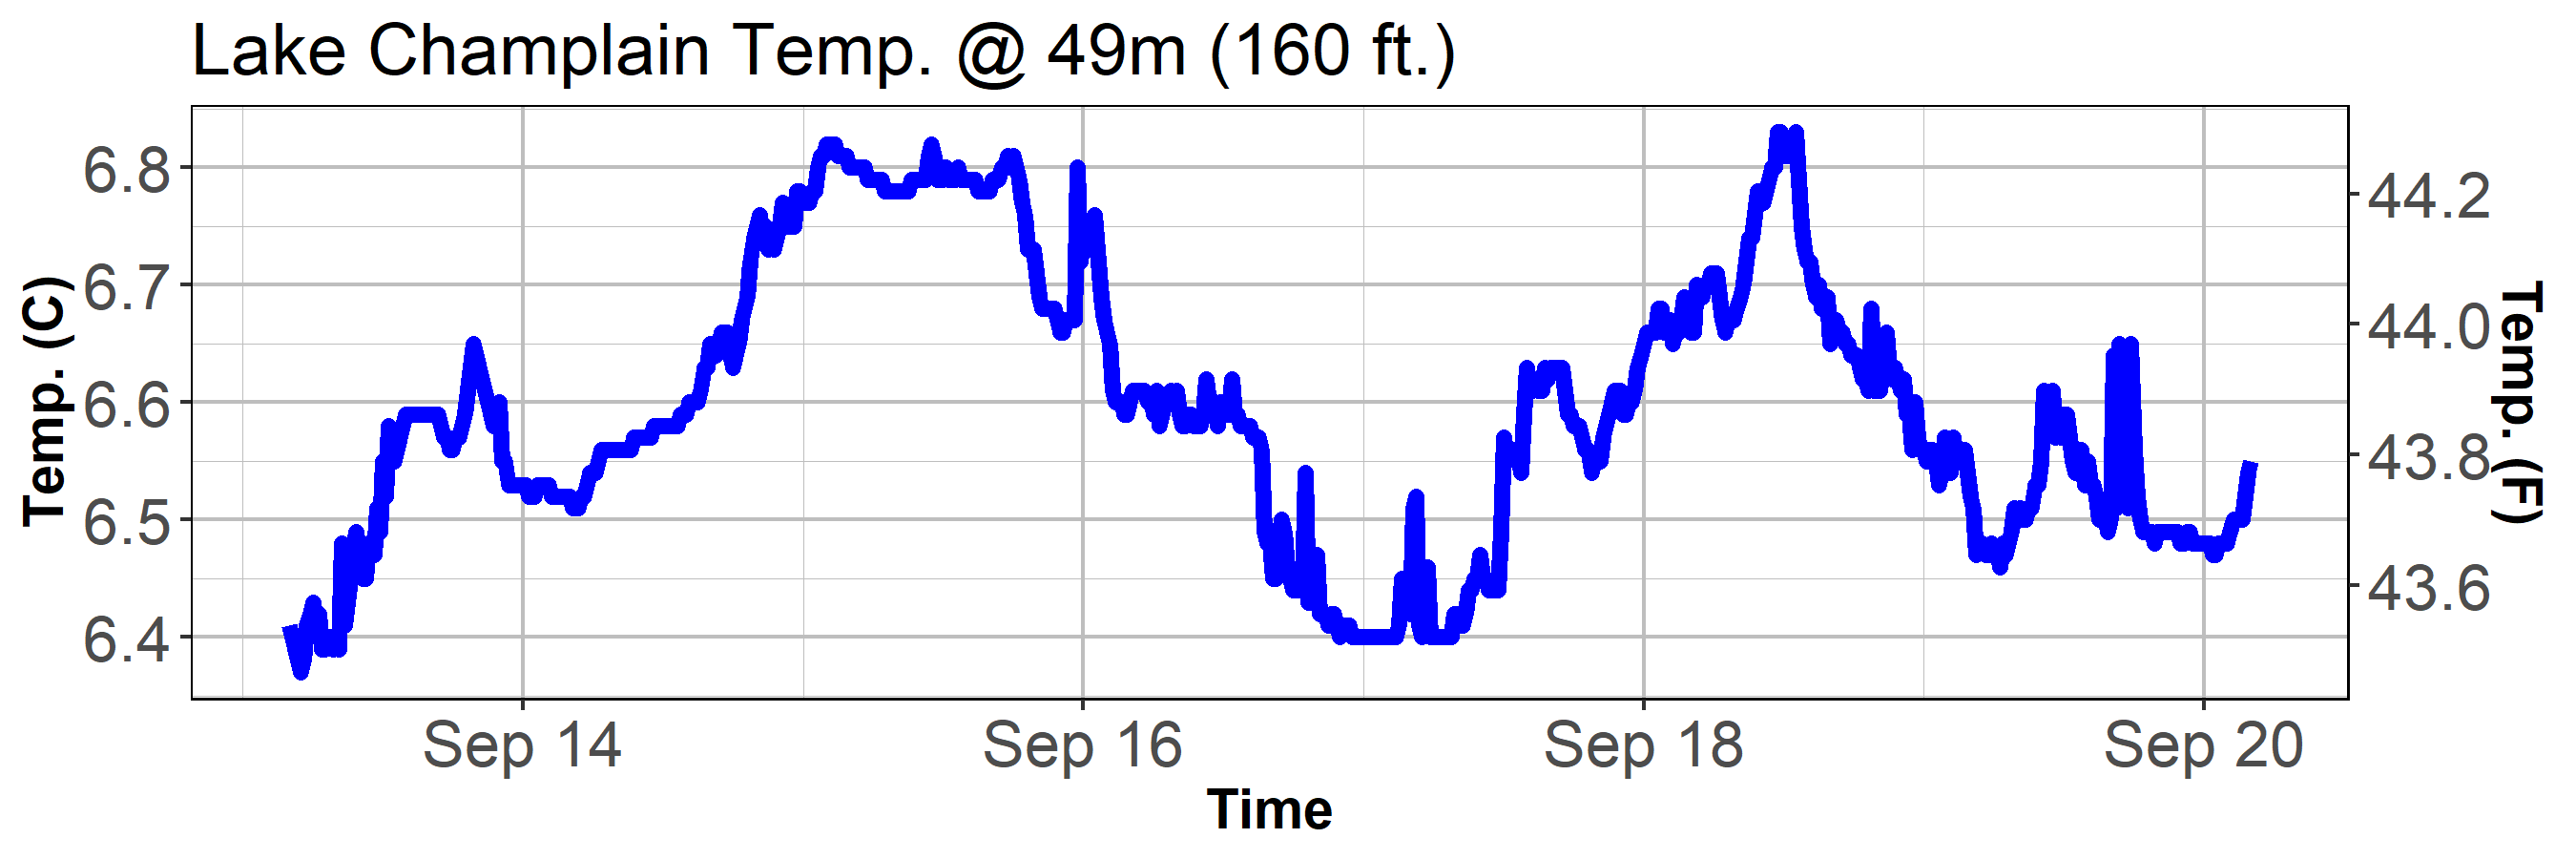 Lake Champlain Temp. @ 49m (160 ft.)
Temp. (C)
6.8
6.7
6.6
6.5
6.4
44.2
44.0
43.8
43.6
Temp. (F)
Sep 14 Sep 16 Sep 18 Sep 20
Time